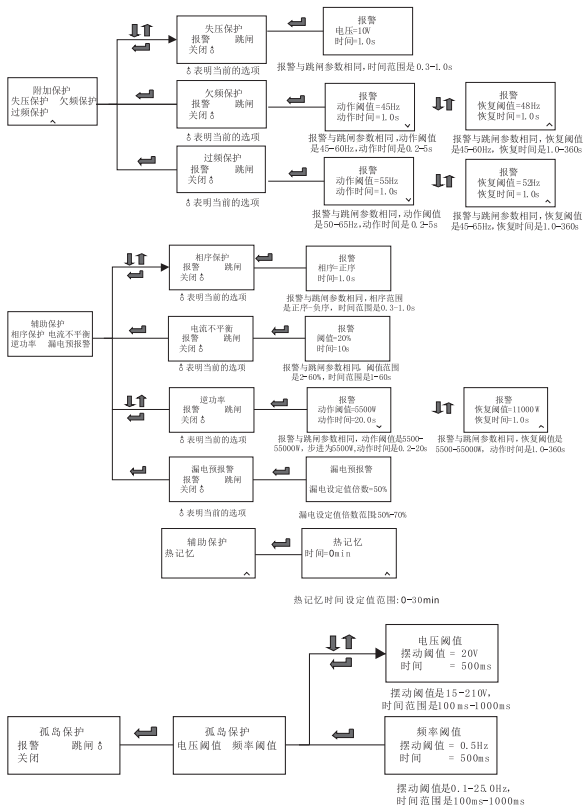 附加保护
失压保护 欠频保护
过频保护
失压保护
报警 跳闸
关闭
表明当前的选项
报警
电压=10V
时间=1.0s
报警与跳闸参数相同,时间范围是0.3-1.0s
欠频保护
报警 跳闸
关闭
表明当前的选项
报警
动作阈值=45Hz
动作时间=1.0s
报警与跳闸参数相同,动作阈值
是45-60Hz,动作时间是0.2-5s
报警
恢复阈值=48Hz
恢复时间=1.0s
报警与跳闸参数相同,恢复阈值
是45-60Hz, 恢复时间是1.0-360s
过频保护
报警 跳闸
关闭
表明当前的选项
报警
动作阈值=55Hz
动作时间=1.0s
报警与跳闸参数相同,动作阈值
是50-65Hz,动作时间是0.2-5s
报警
恢复阈值=52Hz
恢复时间=1.0s
报警与跳闸参数相同,恢复阈值
是45-65Hz,恢复时间是1.0-360s
辅助保护
相序保护 电流不平衡
逆功率 漏电预报警
相序保护
报警 跳闸
关闭
表明当前的选项
报警
相序=正序
时间=1.0s
报警与跳闸参数相同,相序范围
是正序-负序, 时间范围是0.3-1.0s
电流不平衡
报警 跳闸
关闭
表明当前的选项
报警
阈值=20%
时间=10s
报警与跳闸参数相同, 阈值范围
是2-60%,时间范围是1-60s
逆功率
报警 跳闸
关闭
表明当前的选项
报警
动作阈值=5500W
动作时间=20.0s
报警与跳闸参数相同,动作阈值是5500-
55000W, 步进为5500W,动作时间是0.2-20s
报警
恢复阈值=11000W
恢复时间=1.0s
报警与跳闸参数相同,恢复阈值是
5500-55000W, 动作时间是1.0-360s
漏电预报警
报警 跳闸
关闭
表明当前的选项
漏电预报警
漏电设定值倍数=50%
漏电设定值倍数范围:50%-70%
辅助保护
热记忆
热记忆
时间=0min
热记忆时间设定值范围:0-30min
孤岛保护
报警 跳闸
关闭
孤岛保护
电压阈值 频率阈值
电压阈值
摆动阈值 = 20V
时间 = 500ms
摆动阈值是15-210V,
时间范围是100ms-1000ms
频率阈值
摆动阈值 = 0.5Hz
时间 = 500ms
摆动阈值是0.1-25.0Hz,
时间范围是100ms-1000ms